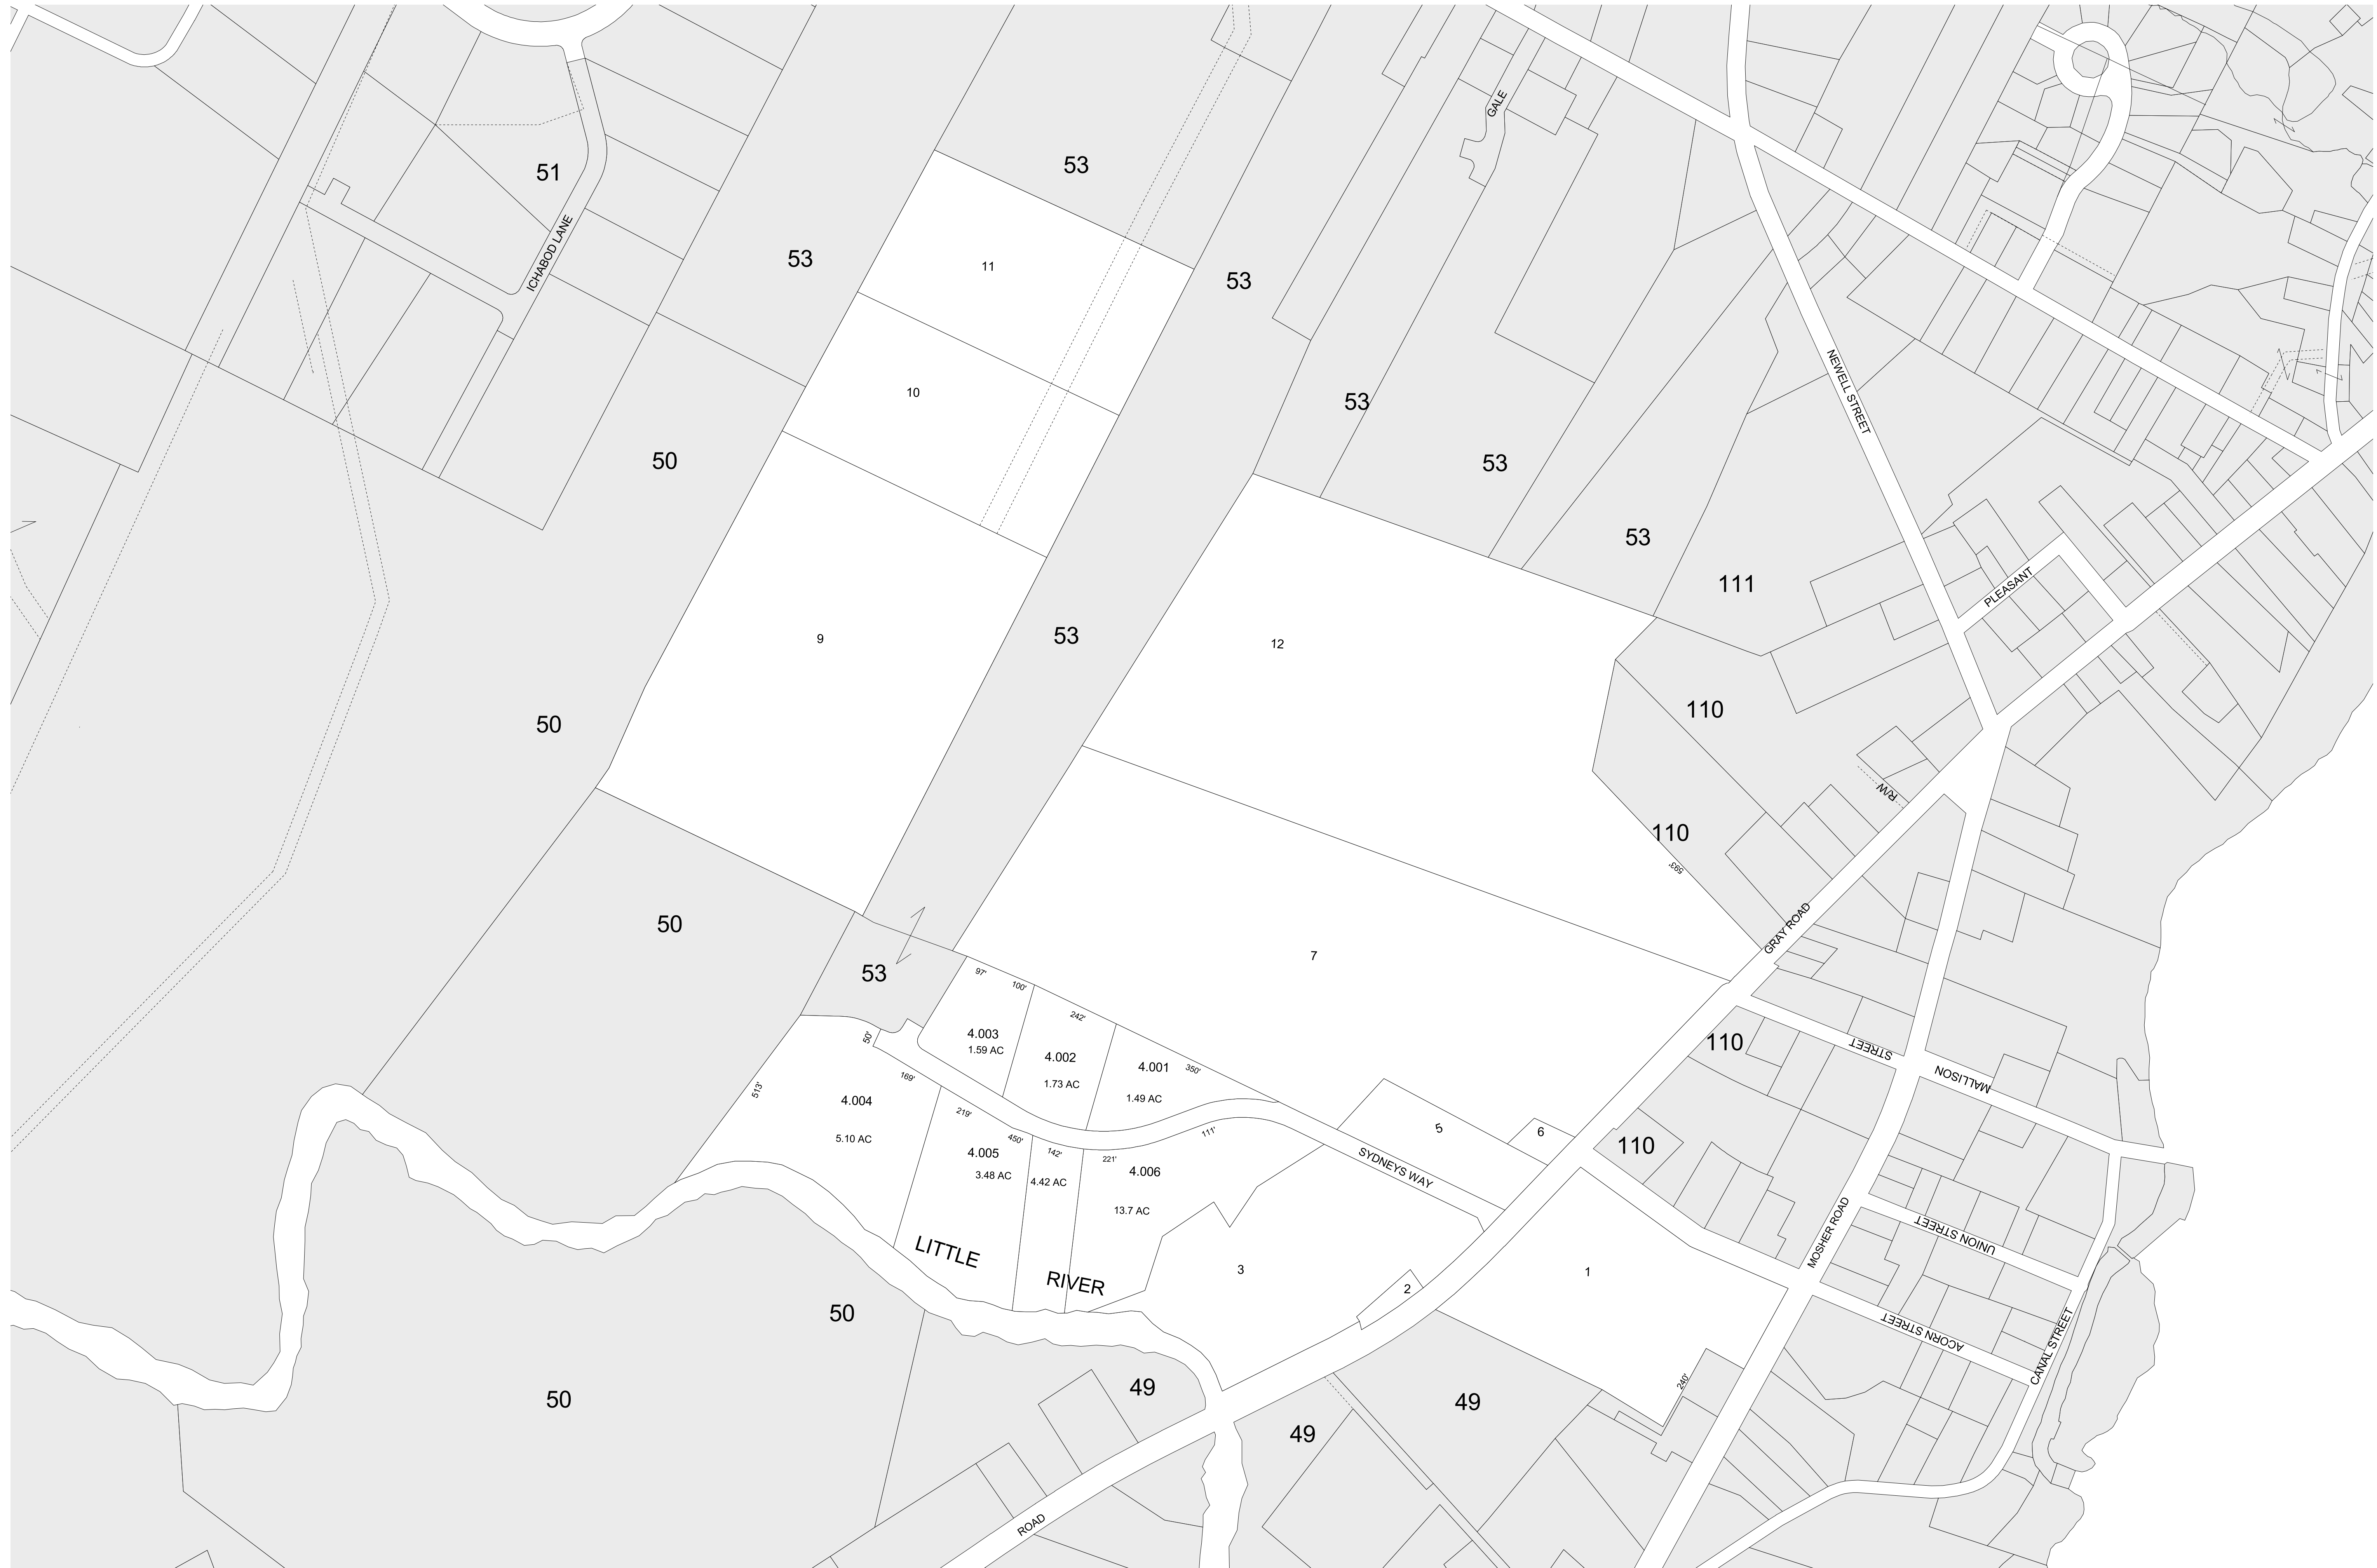 GALE
53
51
ICHABOD LANE
53
11
53
10
NEWELL STREET
53
50
53
53
111
PLEASANT
9
53
12
50
110
R/W
110
593'
GRAY ROAD
50
7
53
97'
100'
242'
4.003
1.59 AC
50'
4.002
1.73 AC
4.001
350'
1.49 AC
110
STREET
MALLISON
169'
513'
4.004
5.10 AC
219'
450'
111'
5
6
110
4.005
3.48 AC
142'
4.42 AC
221'
4.006
13.7 AC
SYDNEYS WAY
MOSHER ROAD
UNION STREET
LITTLE
RIVER
3
2
1
50
ACORN STREET
CANAL STREET
50
49
240'
49
49
ROAD